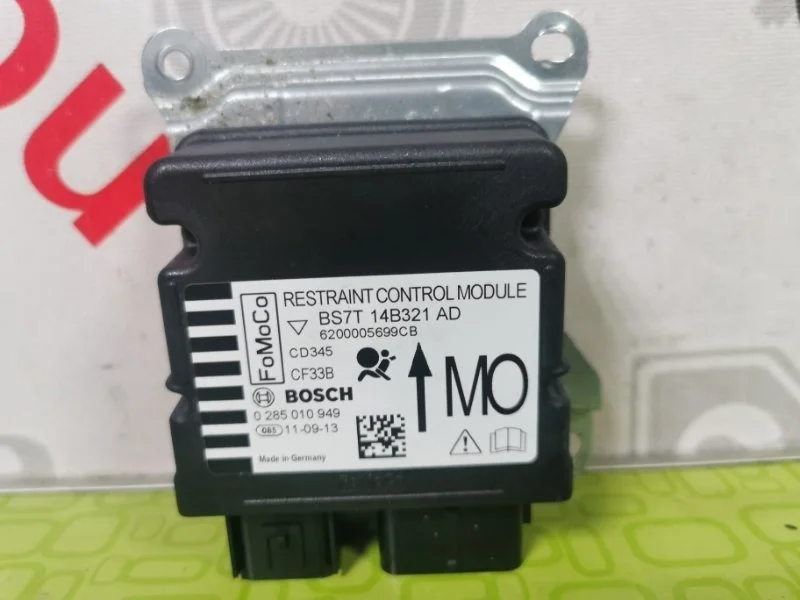 FoMoCo
RESTRAINT CONTROL MODULE
BS7T 14B321 AD
6200005699CB
CD345
CF33B
MO
BOSCH
0 285 010 949
085 11-09-13
Made in Germany